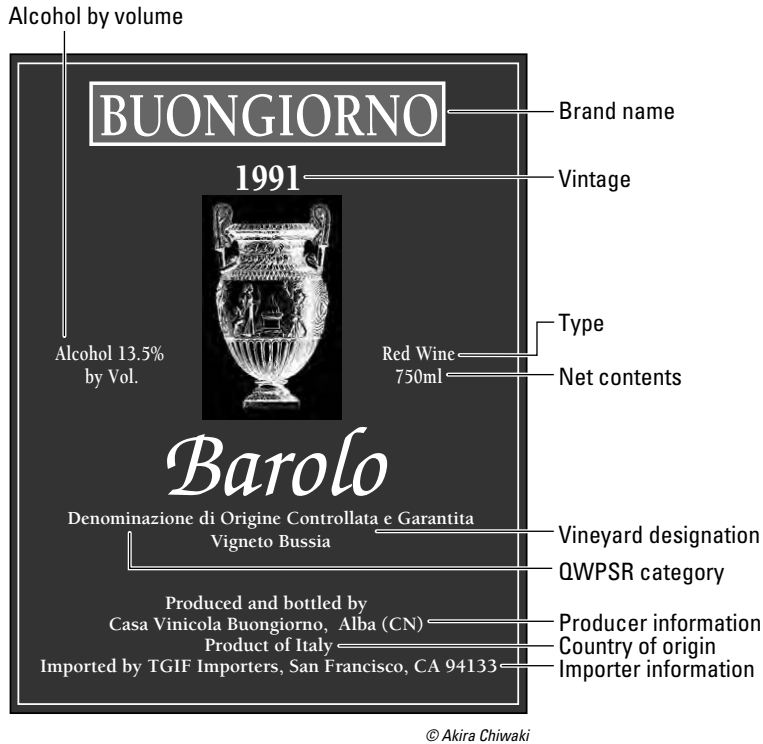 Alcohol by volume
BUONGIORNO
Brand name
1991
Vintage
Type
Alcohol 13.5%
by Vol.
Red Wine
750ml
Net contents
Barolo
Denominazione di Origine Controllata e Garantita
Vigneto Bussia
Vineyard designation
QWPSR category
Produced and bottled by
Casa Vinicola Buongiorno, Alba (CN)
Producer information
Product of Italy
Country of origin
Imported by TGIF Importers, San Francisco, CA 94133
Importer information
© Akira Chiwaki